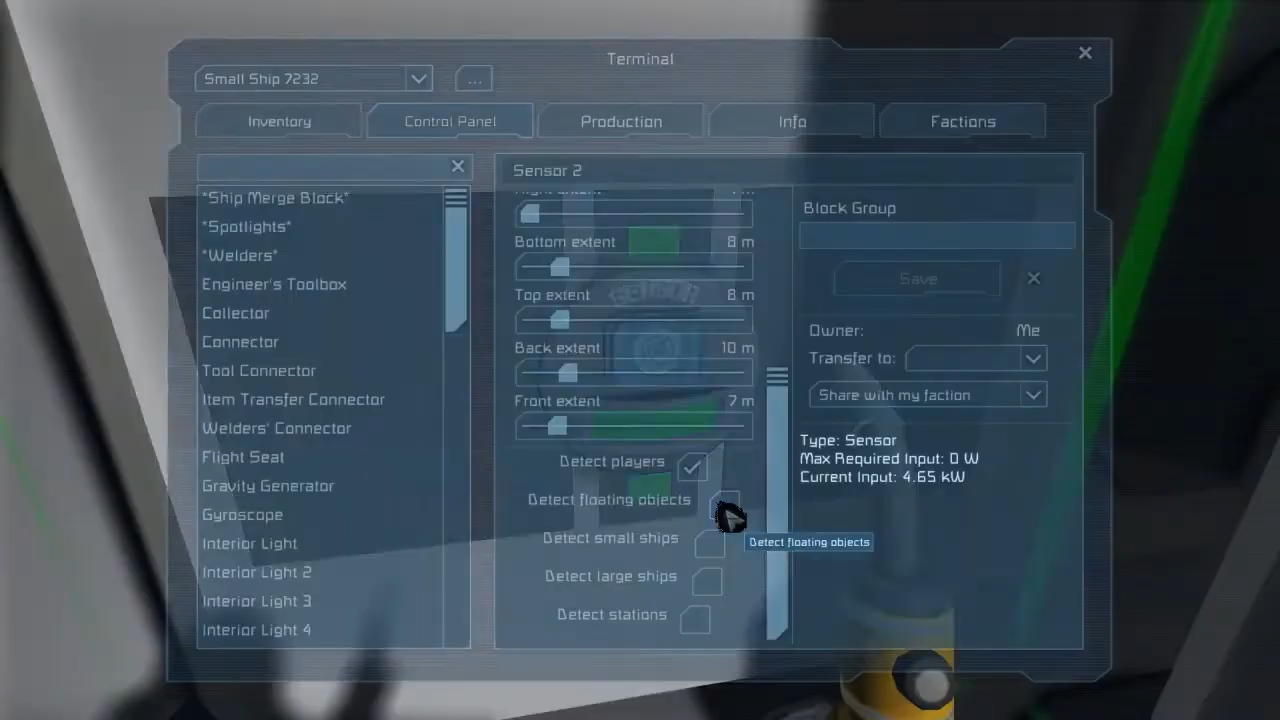 Terminal
Small Ship 7232
...
Inventory
Control Panel
Production
Info
Factions
*Ship Merge Block*
*Spotlights*
*Welders*
Engineer's Toolbox
Collector
Connector
Tool Connector
Item Transfer Connector
Welders' Connector
Flight Seat
Gravity Generator
Gyroscope
Interior Light
Interior Light 2
Interior Light 3
Interior Light 4
Sensor 2
Bottom extent 8 m
Top extent 8 m
Back extent 10 m
Front extent 7 m
Detect players
Detect floating objects
Detect small ships
Detect large ships
Detect stations
Detect floating objects
SENSOR
Block Group
Save
Owner: Me
Transfer to:
Share with my faction
Type: Sensor
Max Required Input: 0 W
Current Input: 4.65 kW